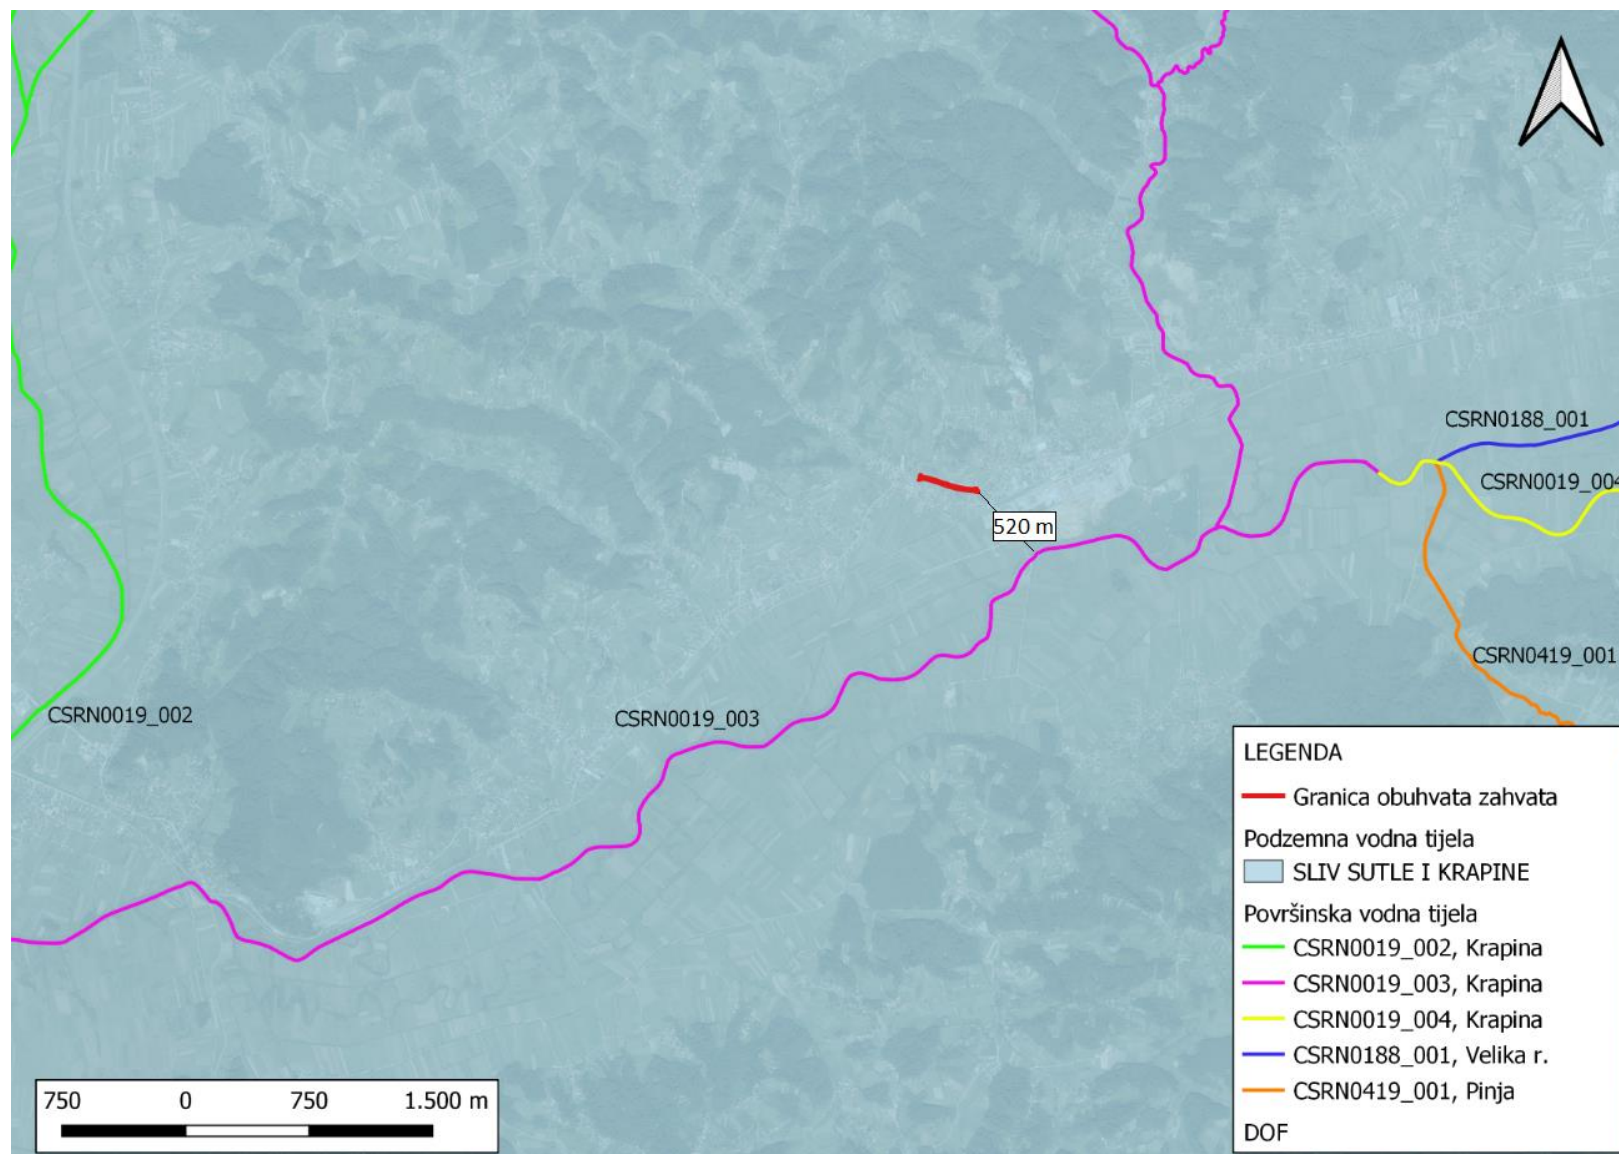 CSRN0188_001
CSRN0019_004
520 m
CSRN0419_001
CSRN0019_002
CSRN0019_003
LEGENDA
Granica obuhvata zahvata
Podzemna vodna tijela
SLIV SUTLE I KRAPINE
Površinska vodna tijela
CSRN0019_002, Krapina
CSRN0019_003, Krapina
CSRN0019_004, Krapina
CSRN0188_001, Velika r.
CSRN0419_001, Pinja
DOF
750 0 750 1.500 m